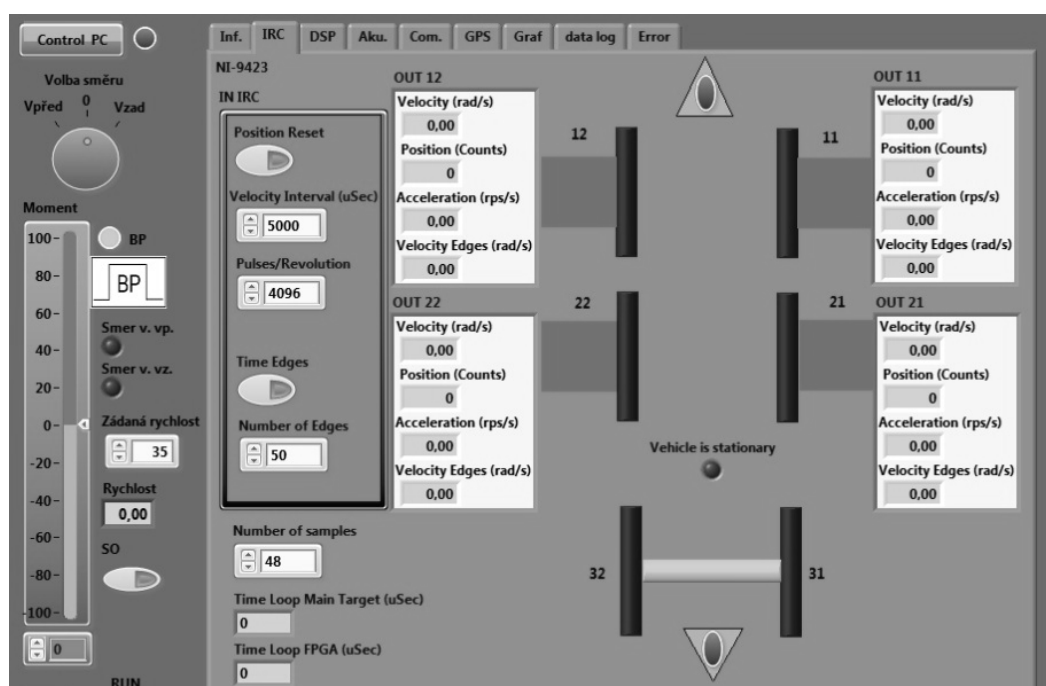 Control PC
Volba směru
Vpřed 0 Vzad
Moment
100
80
60
40
20
0
-20
-40
-60
-80
-100
0
BP
BP
Smer v. vp.
Smer v. vz.
Zádaná rychlost
35
Rychlost
0,00
SO
RUN
Inf. IRC DSP Aku. Com. GPS Graf data log Error
NI-9423
IN IRC
Position Reset
Velocity Interval (uSec)
5000
Pulses/Revolution
4096
Time Edges
Number of Edges
50
Number of samples
48
Time Loop Main Target (uSec)
0
Time Loop FPGA (uSec)
0
OUT 12
Velocity (rad/s)
0,00
Position (Counts)
0
Acceleration (rps/s)
0,00
Velocity Edges (rad/s)
0,00
OUT 22
Velocity (rad/s)
0,00
Position (Counts)
0
Acceleration (rps/s)
0,00
Velocity Edges (rad/s)
0,00
12
11
22
21
Vehicle is stationary
32
31
OUT 11
Velocity (rad/s)
0,00
Position (Counts)
0
Acceleration (rps/s)
0,00
Velocity Edges (rad/s)
0,00
OUT 21
Velocity (rad/s)
0,00
Position (Counts)
0
Acceleration (rps/s)
0,00
Velocity Edges (rad/s)
0,00